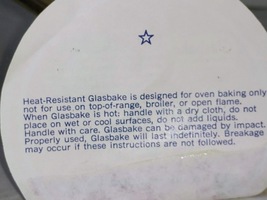 Heat-Resistant Glasbake is designed for oven baking only
not for use on top-of-range, broiler, or open flame.
When Glasbake is hot: handle with a dry cloth, do not
place on wet or cool surfaces, do not add liquids.
Handle with care. Glasbake can be damaged by impact.
Properly used, Glasbake will last indefinitely. Breakage
may occur if these instructions are not followed.